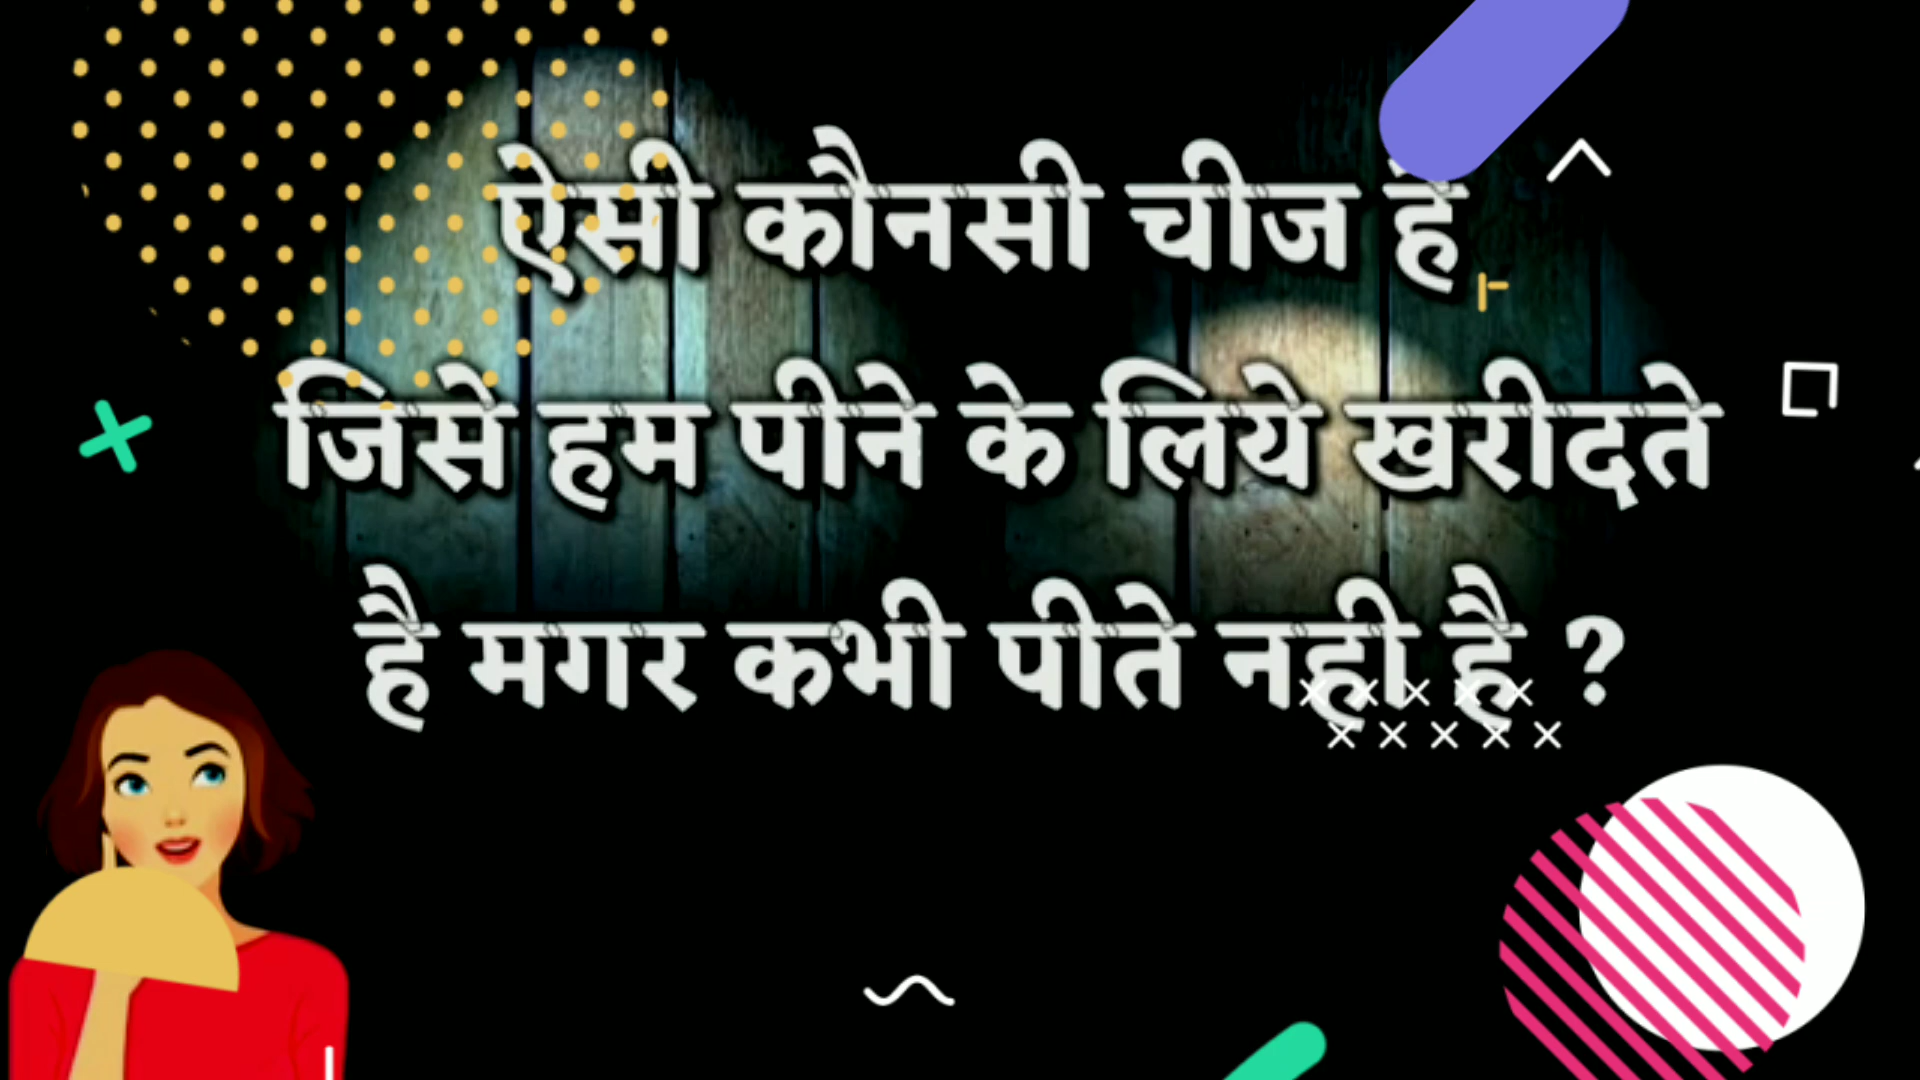 ऐसी कौनसी चीज है
जिसे हम पीने के लिये खरीदते
है मगर कभी पीते नही है ?